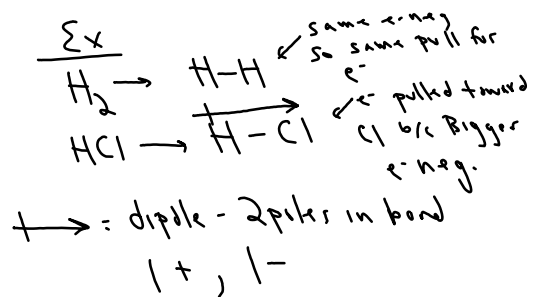 Ex
H2 → H-H same e-neg
so same pull for
e-
HCl → H-Cl e- pulled toward
Cl b/c Bigger
e-neg.
= dipole - 2 poles in bond
1+, 1-